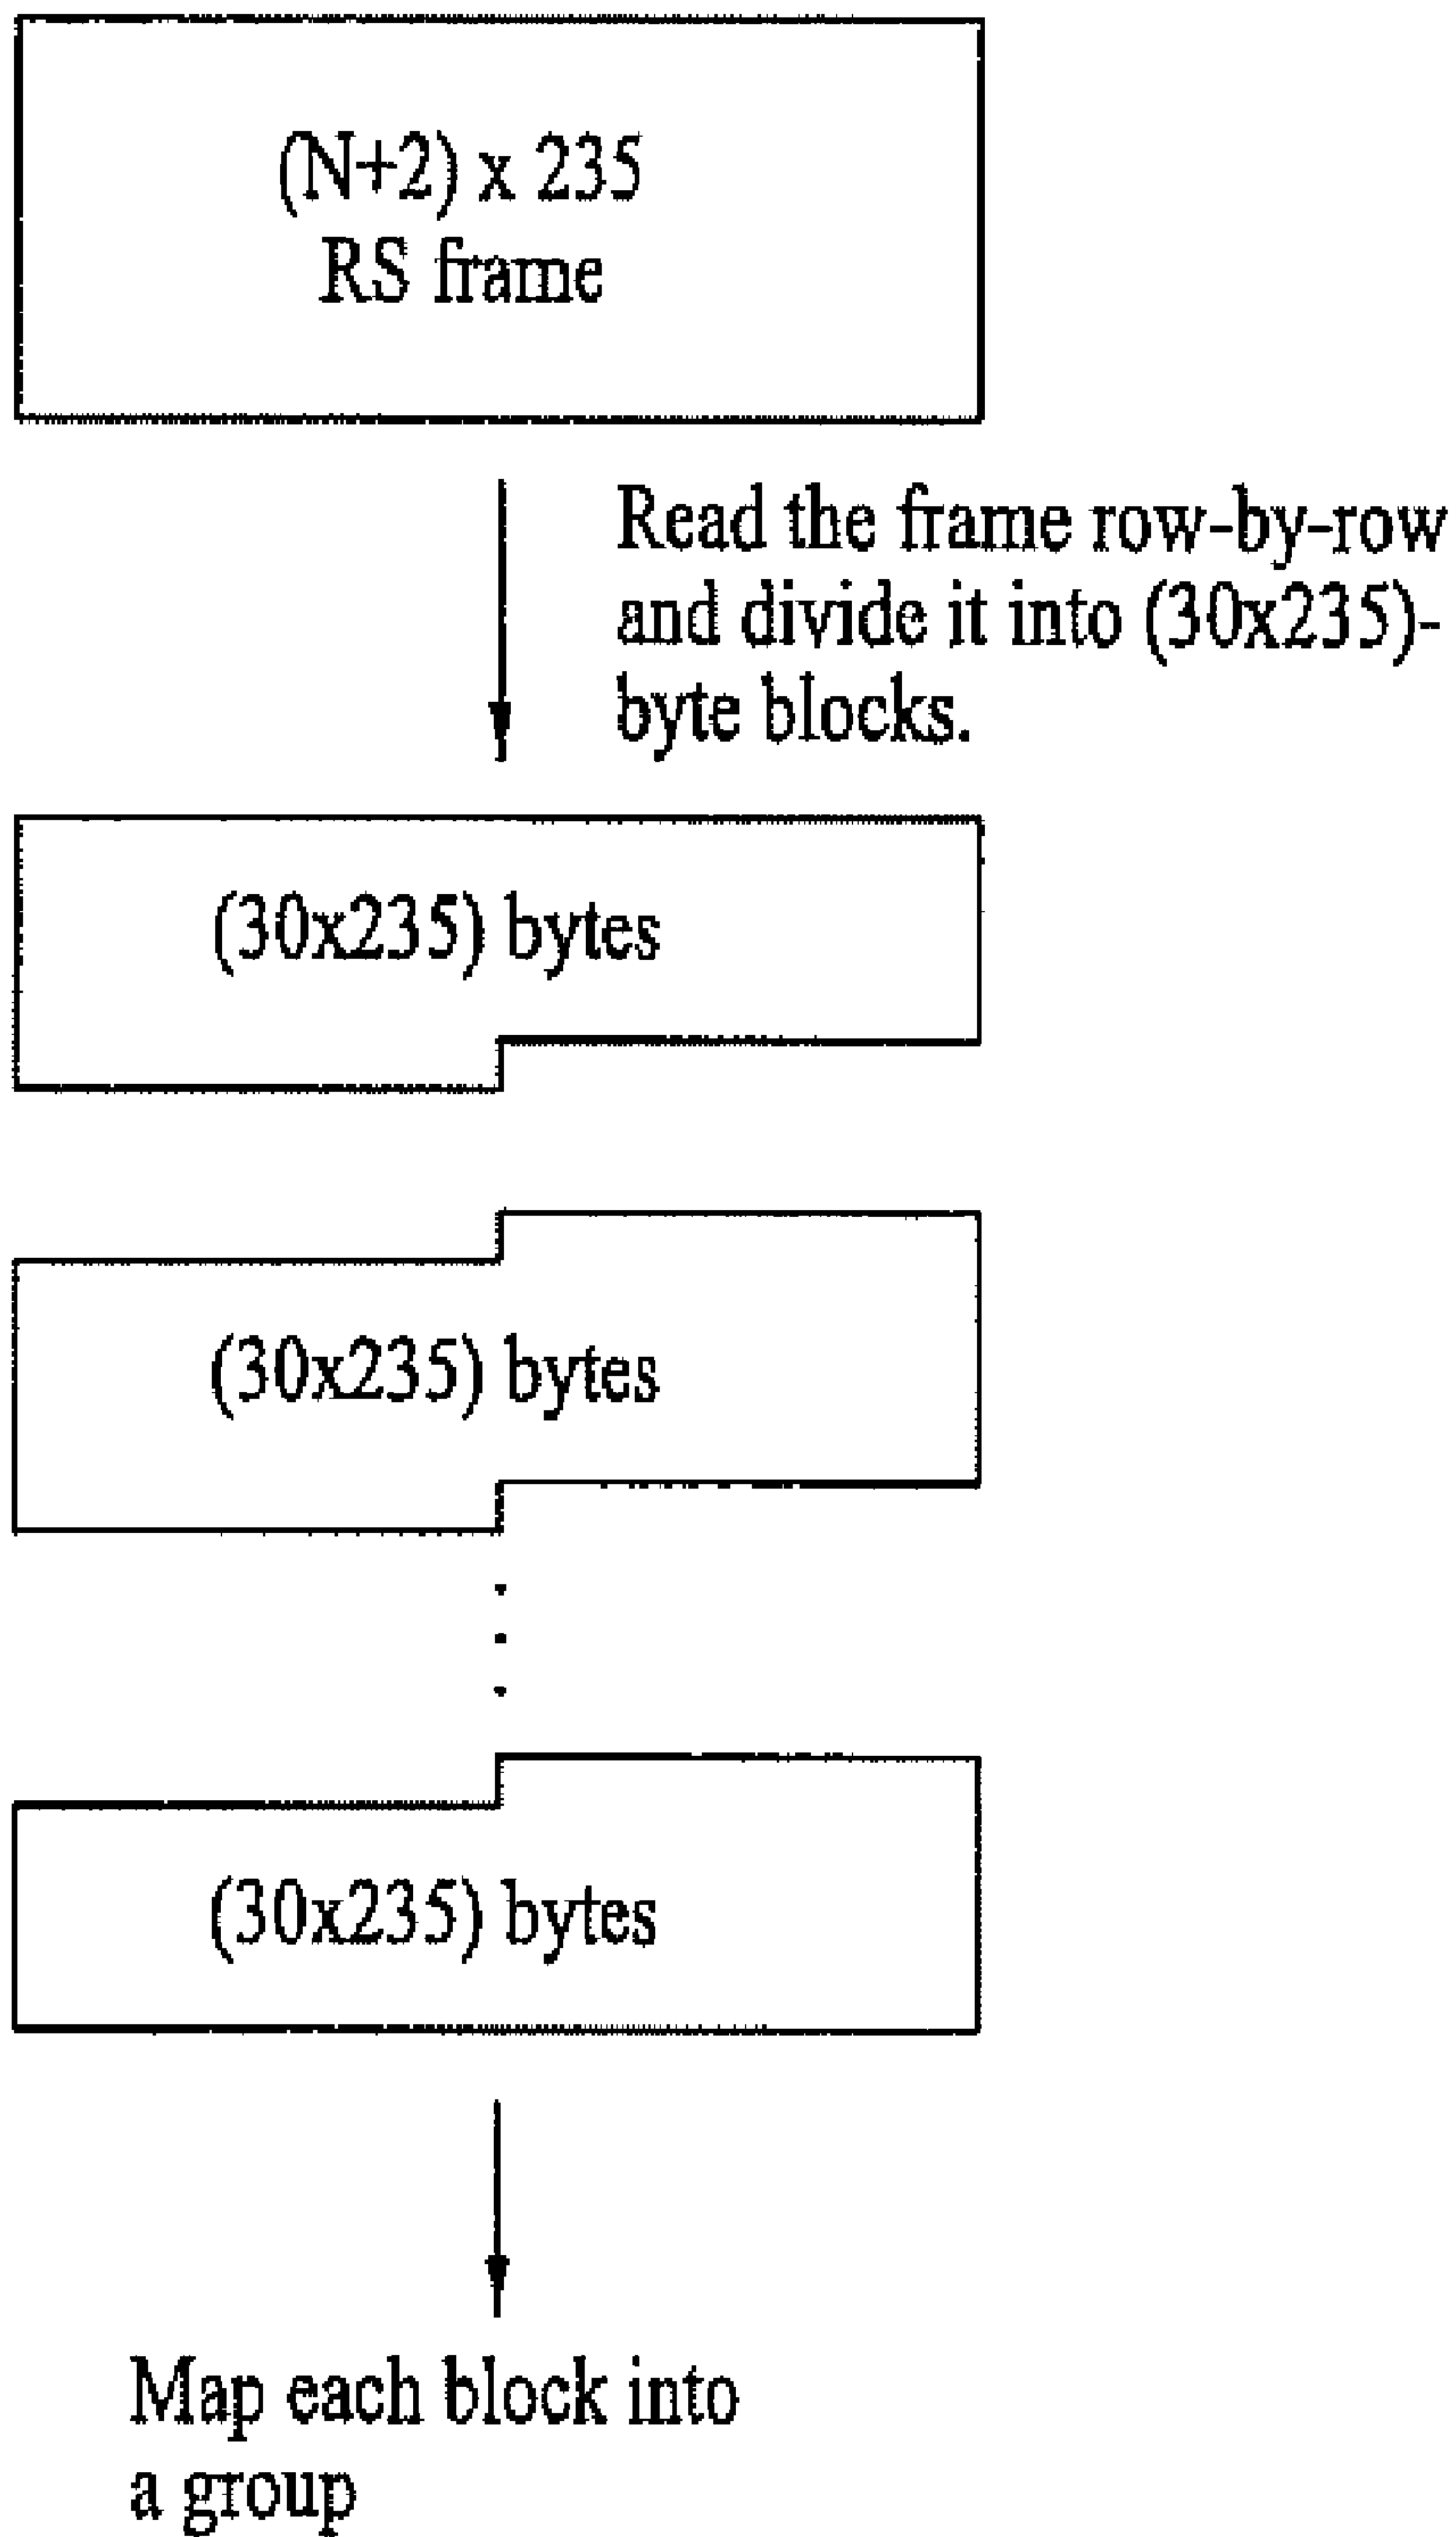 (N+2) x 235
RS frame
Read the frame row-by-row
and divide it into (30x235)-
byte blocks.
(30x235) bytes
(30x235) bytes
(30x235) bytes
Map each block into
a group